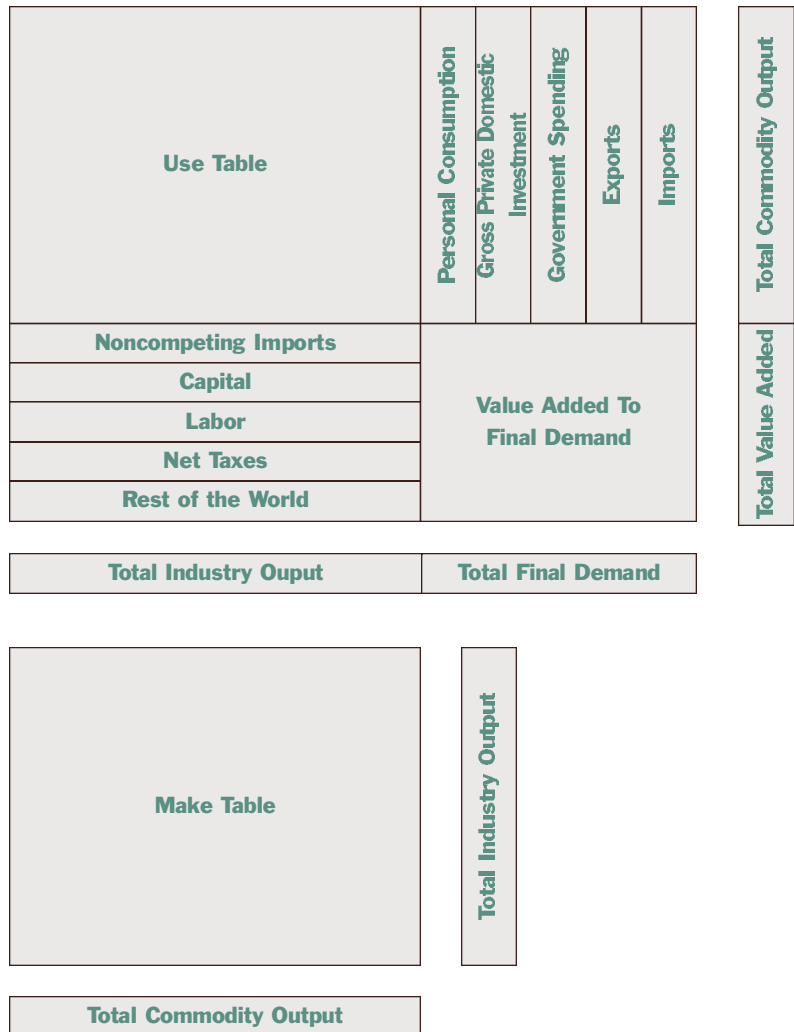 Use Table
Personal Consumption
Gross Private Domestic
Investment
Government Spending
Exports
Imports
Total Commodity Output
Noncompeting Imports
Capital
Labor
Net Taxes
Rest of the World
Value Added To
Final Demand
Total Value Added
Total Industry Ouput
Total Final Demand
Make Table
Total Industry Output
Total Commodity Output